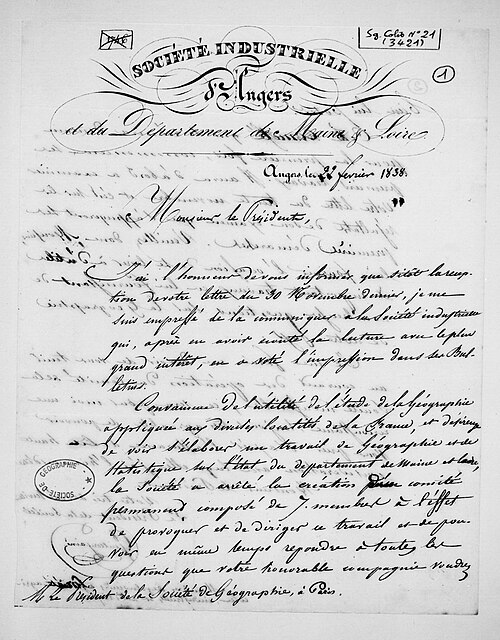 Sg. Colis N° 21
(3421)
1
SOCIÉTÉ INDUSTRIELLE
d'Angers
et du Département de Maine & Loire.
Angers, le 22 février 1838.
Monsieur le Président,
J'ai l'honneur de vous informer que sitôt la récep
tion de votre lettre du 30 Novembre dernier, je me
suis empressé de la communiquer à la Société industrielle
qui, après en avoir écouté la lecture avec le plus
grand intérêt, en a voté l'impression dans ses Bul
letins.
Convaincue de l'utilité de l'étude de la Géographie
appliquée aux diverses localités de la France, et désireuse
de voir s'élaborer un travail de Géographie et de
Statistique sur l'état du département de Maine et Loire,
la Société a arrêté la création d'un comité
permanent composé de 7 membres à l'effet
de provoquer et de diriger ce travail et de pou
voir en même temps répondre à toutes les
questions que votre honorable compagnie voudra
SOCIÉTÉ DE GÉOGRAPHIE
M. Le Président de la Société de Géographie, à Paris.